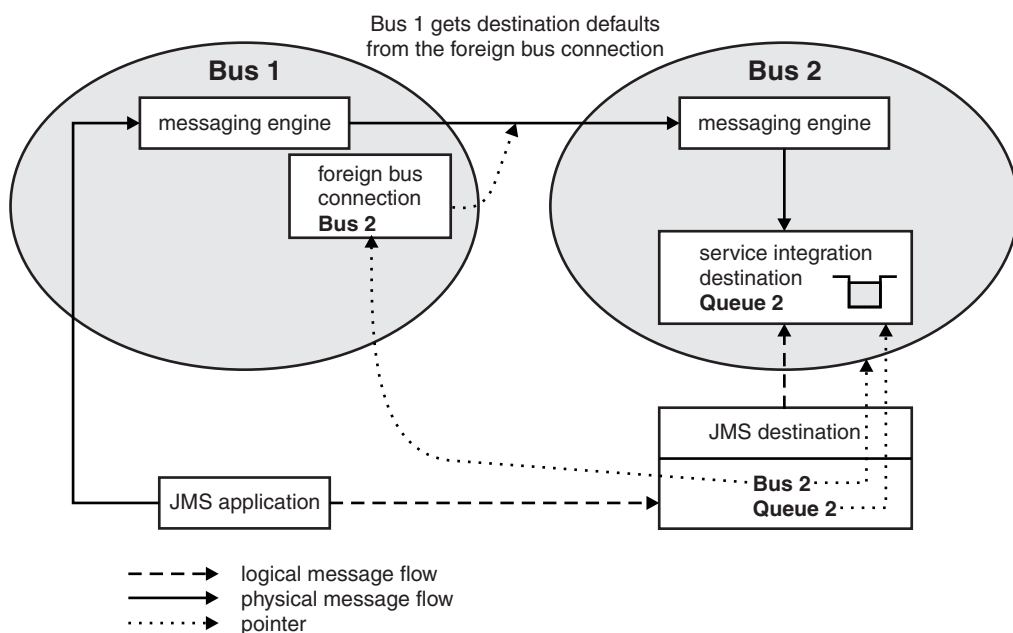 Bus 1 gets destination defaults
from the foreign bus connection
Bus 1
messaging engine
foreign bus
connection
Bus 2
Bus 2
messaging engine
service integration
destination
Queue 2
JMS destination
Bus 2
Queue 2
JMS application
logical message flow
physical message flow
pointer